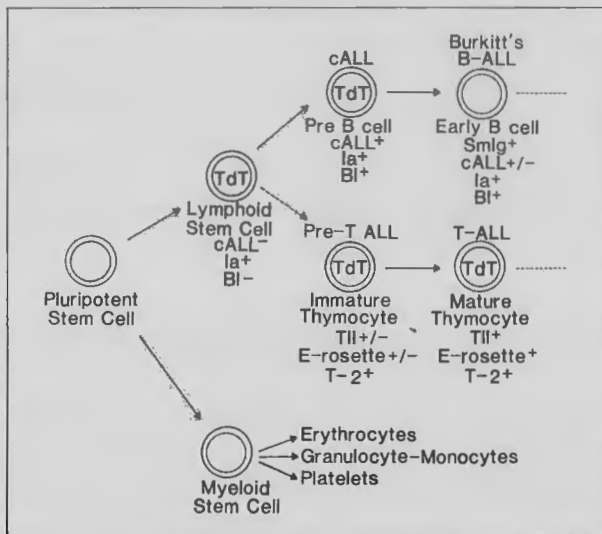 cALL
TdT
Pre B cell
cALL⁺
Ia⁺
BI⁺
Burkitt's
B-ALL
Early B cell
SmIg⁺
cALL+/-
Ia⁺
BI⁺
TdT
Lymphoid
Stem Cell
cALL⁻
Ia⁺
BI⁻
Pluripotent
Stem Cell
Pre-T ALL
TdT
Immature
Thymocyte
TII+/-
E-rosette+/-
T-2⁺
T-ALL
TdT
Mature
Thymocyte
TII⁺
E-rosette⁺
T-2⁺
Myeloid
Stem Cell
Erythrocytes
Granulocyte-Monocytes
Platelets